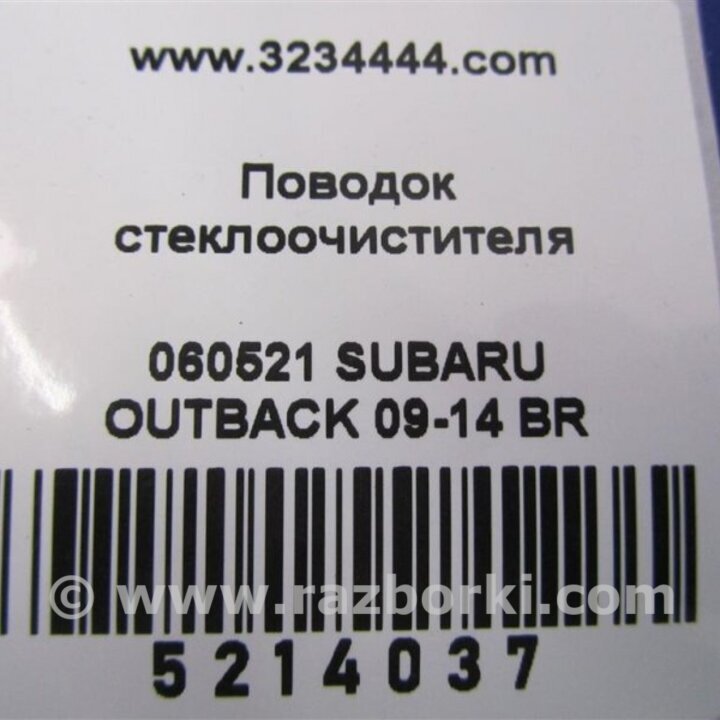 www.3234444.com
Поводок
стеклоочистителя
060521 SUBARU
OUTBACK 09-14 BR
© www.razborki.com
5214037